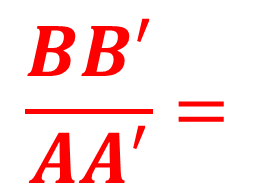 BB′
AA′ =